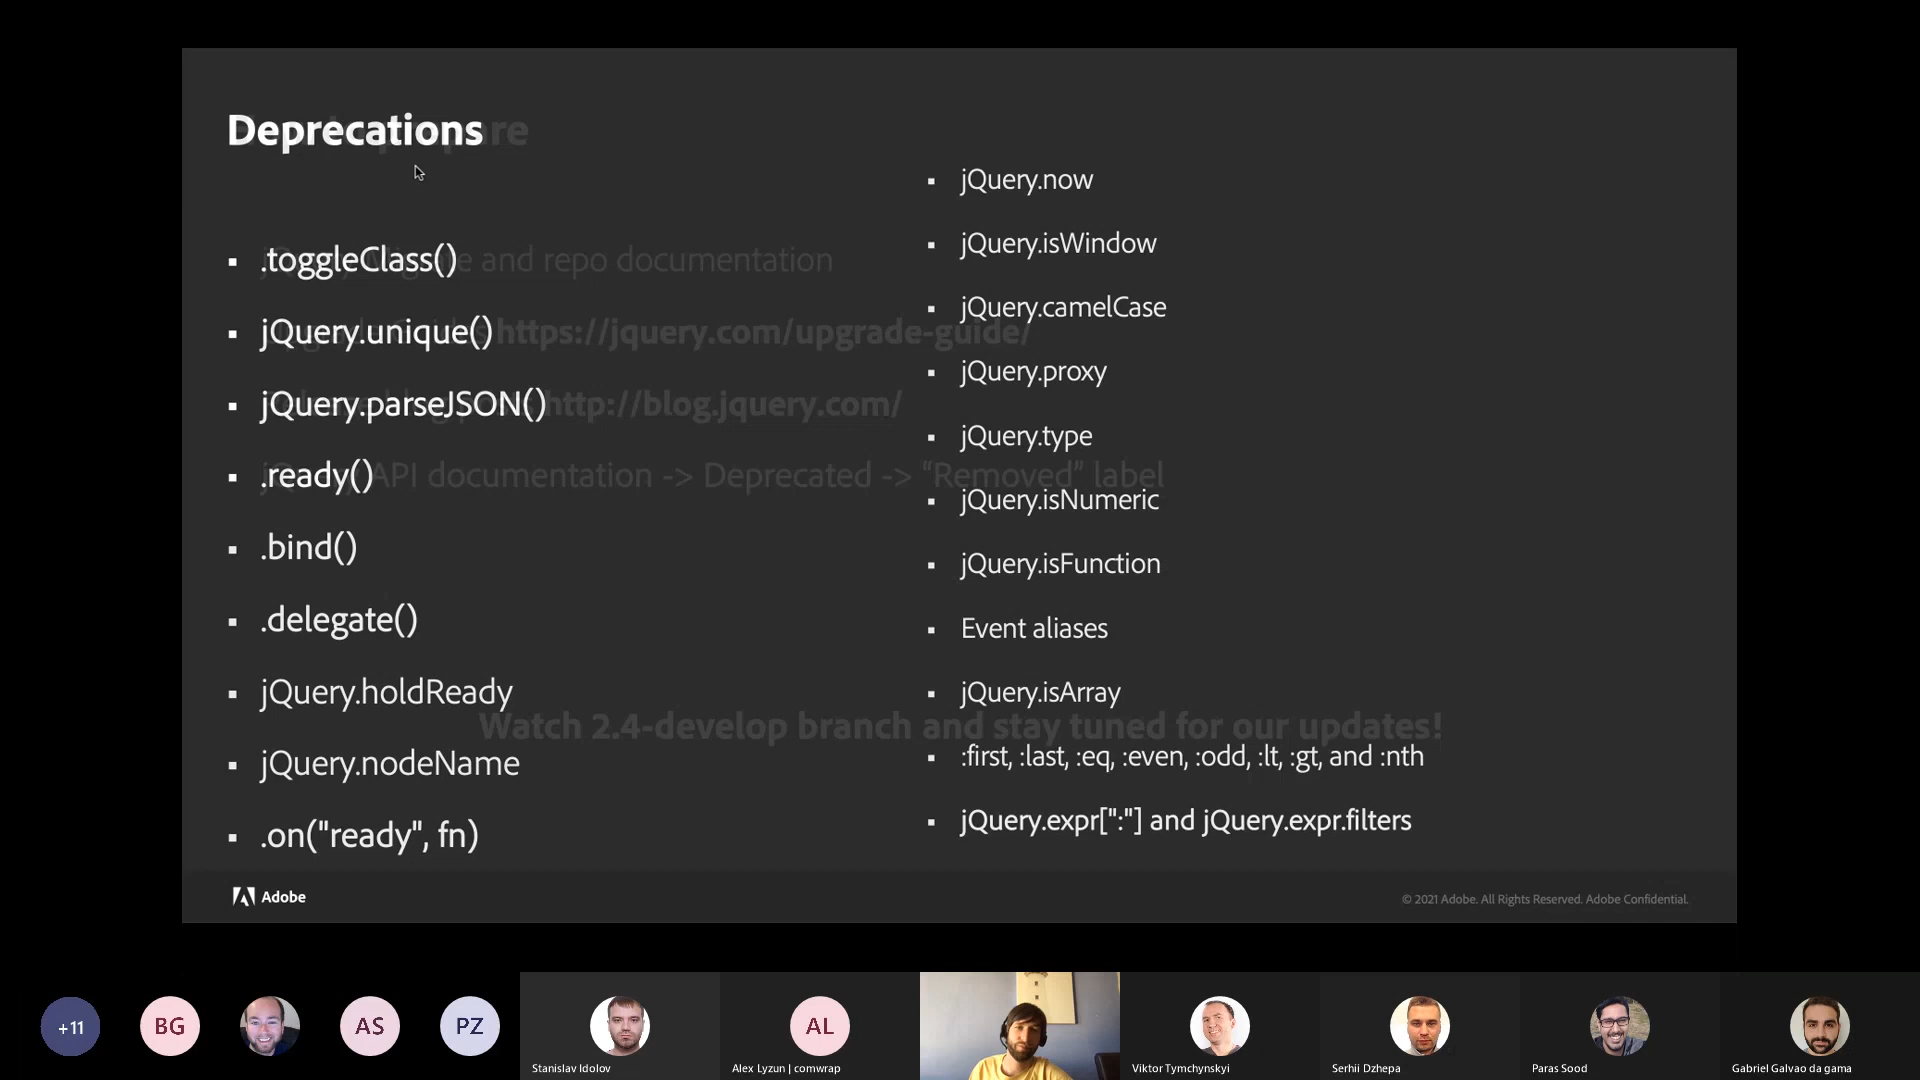 Deprecations
.toggleClass()
jQuery.unique()
jQuery.parseJSON()
.ready()
.bind()
.delegate()
jQuery.holdReady
jQuery.nodeName
.on("ready", fn)
jQuery.now
jQuery.isWindow
jQuery.camelCase
jQuery.proxy
jQuery.type
jQuery.isNumeric
jQuery.isFunction
Event aliases
jQuery.isArray
:first, :last, :eq, :even, :odd, :lt, :gt, and :nth
jQuery.expr[":"] and jQuery.expr.filters
and repo documentation
https://jquery.com/upgrade-guide/
http://blog.jquery.com/
API documentation -> Deprecated -> "Removed" label
Watch 2.4-develop branch and stay tuned for our updates!
Adobe
© 2021 Adobe. All Rights Reserved. Adobe Confidential.
+11
BG
AS
PZ
Stanislav Idolov
AL
Alex Lyzun | comwrap
Viktor Tymchynskyi
Serhii Dzhepa
Paras Sood
Gabriel Galvao da gama